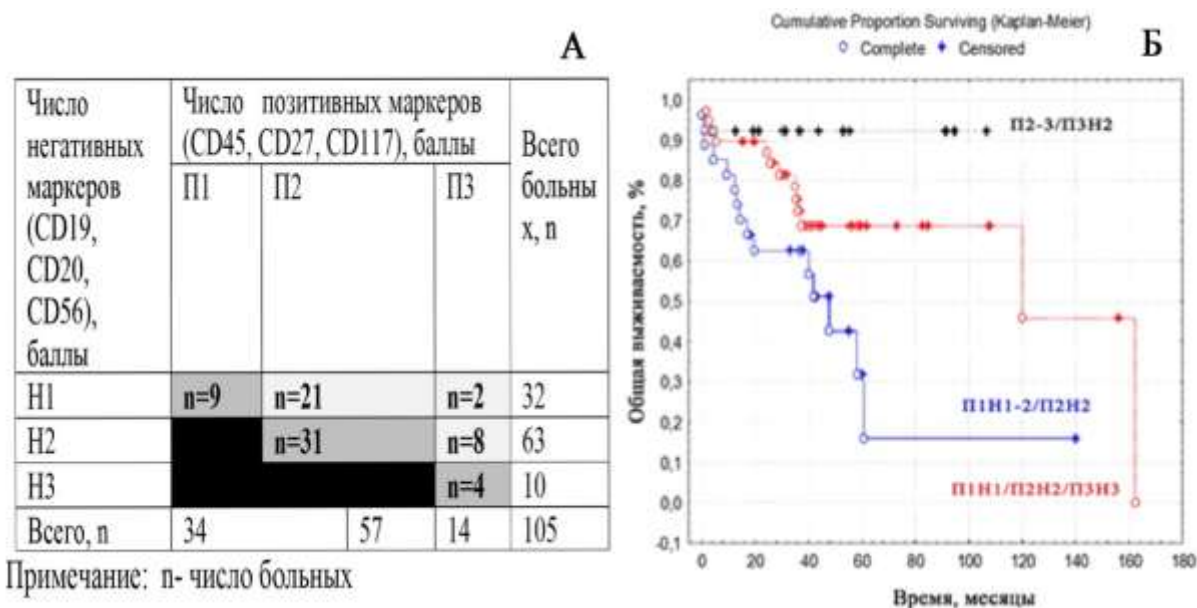 А
Число
негативных
маркеров
(CD19,
CD20,
CD56),
баллы
Число позитивных маркеров
(CD45, CD27, CD117), баллы
Всего
больны
х, n
П1 П2 П3
Н1 n=9 n=21 n=2 32
Н2 n=31 n=8 63
Н3 n=4 10
Всего, n 34 57 14 105
Примечание: n- число больных
Cumulative Proportion Surviving (Kaplan-Meier)
Complete Censored
Б
Общая выживаемость, %
1,0
0,9
0,8
0,7
0,6
0,5
0,4
0,3
0,2
0,1
0,0
-0,1
П2-3/П3Н2
П1Н1-2/П2Н2
П1Н1/П2Н2/П3Н3
0 20 40 60 80 100 120 140 160 180
Время, месяцы